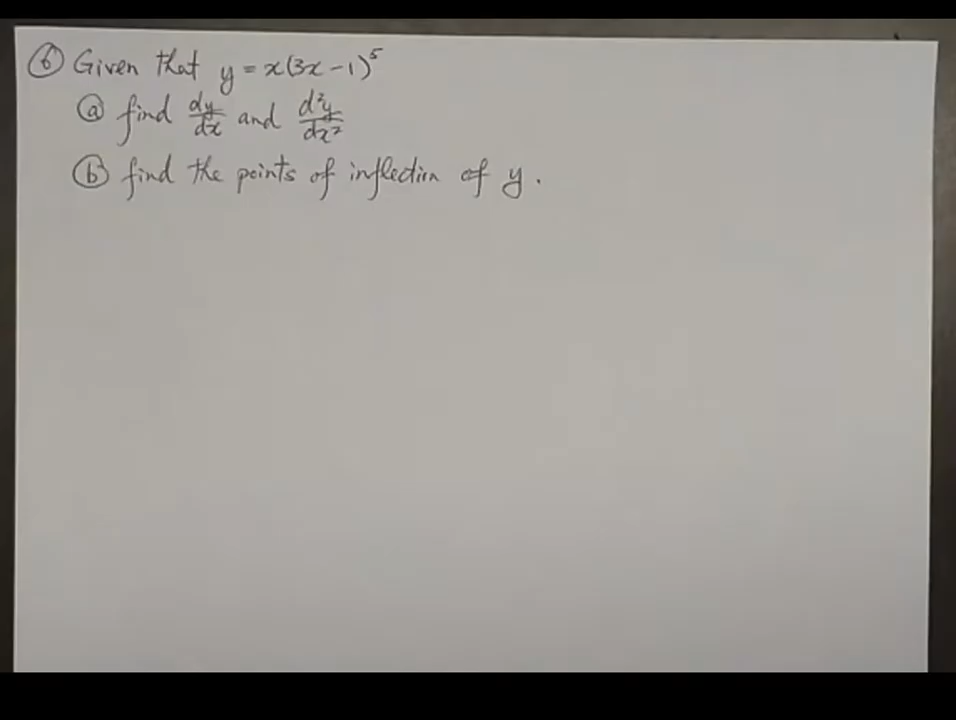 ⑥ Given that y = x(3x − 1)⁵
ⓐ find dy/dx and d²y/dx²
ⓑ find the points of inflection of y.